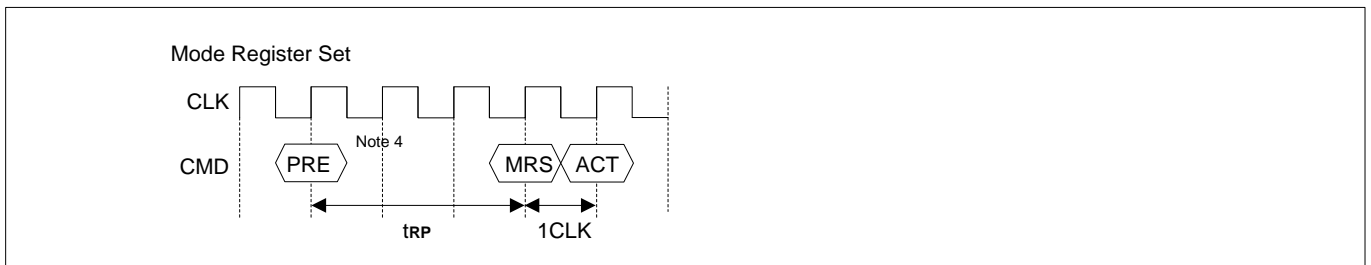 Mode Register Set
CLK
Note 4
CMD PRE MRS ACT
tRP 1CLK